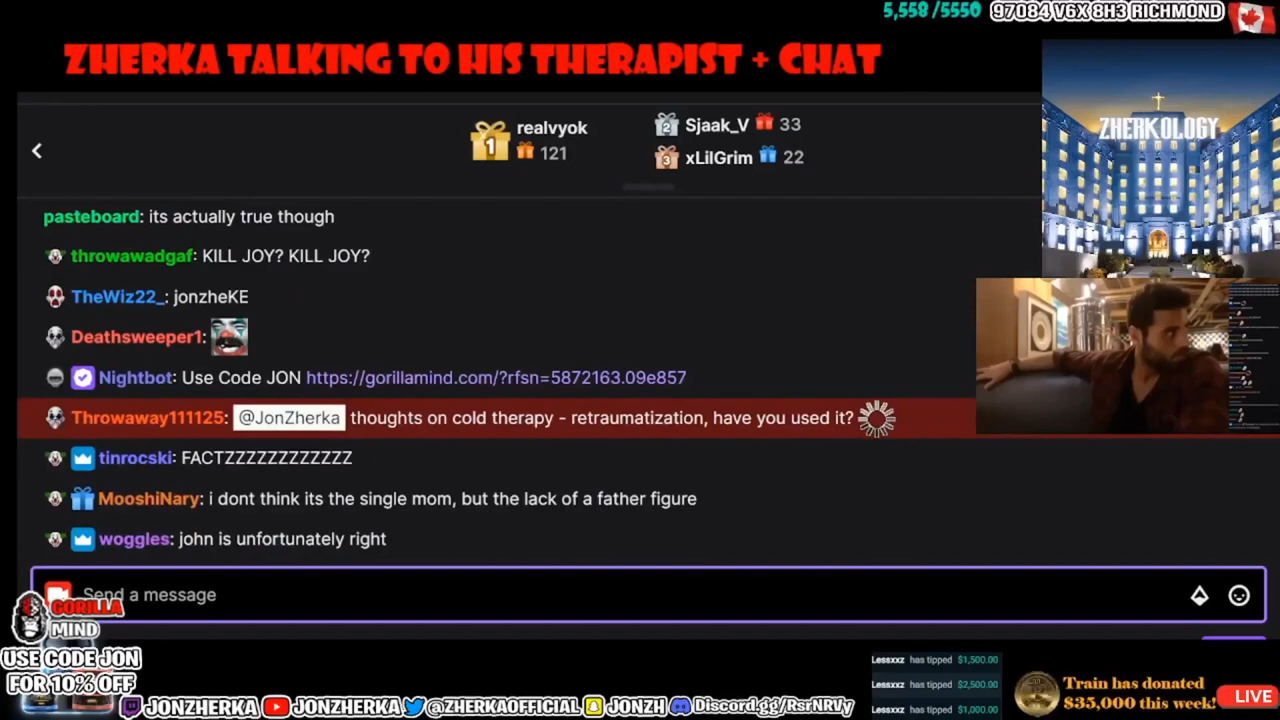 5,558 /5550
97084 V6X 8H3 RICHMOND
ZHERKA TALKING TO HIS THERAPIST + CHAT
ZHERKOLOGY
1 realvyok
121
2 Sjaak_V 33
3 xLilGrim 22
pasteboard: its actually true though
throwawadgaf: KILL JOY? KILL JOY?
TheWiz22_: jonzheKE
Deathsweeper1:
Nightbot: Use Code JON https://gorillamind.com/?rfsn=5872163.09e857
Throwaway111125: @JonZherka thoughts on cold therapy - retraumatization, have you used it?
tinrocski: FACTZZZZZZZZZZZZ
MooshiNary: i dont think its the single mom, but the lack of a father figure
woggles: john is unfortunately right
Send a message
GORILLA
MIND
USE CODE JON
FOR 10% OFF
JONZHERKA JONZHERKA @ZHERKAOFFICIAL JONZH Discord.gg/RsrNRVy
Lessxxz has tipped $1,500.00
Lessxxz has tipped $2,500.00
Lessxxz has tipped $1,000.00
Train has donated
$35,000 this week!
LIVE